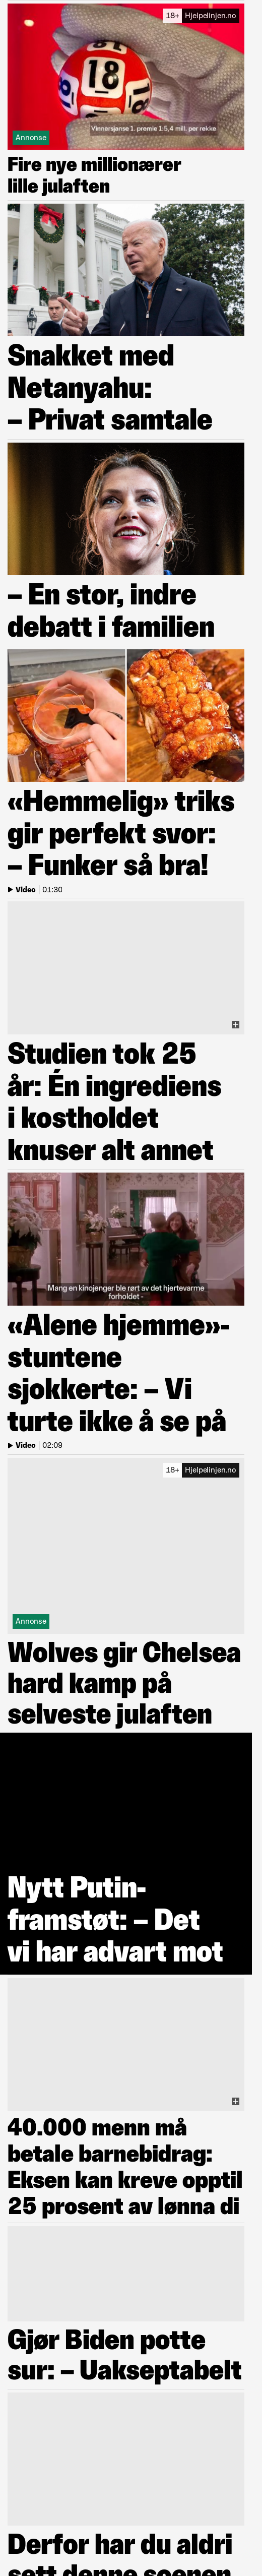 18+ Hjelpelinjen.no
18
Vinnersjanse 1. premie 1:5,4 mill. per rekke
Annonse
Fire nye millionærer
lille julaften
Snakket med
Netanyahu:
– Privat samtale
– En stor, indre
debatt i familien
«Hemmelig» triks
gir perfekt svor:
– Funker så bra!
Video | 01:30
Studien tok 25
år: Én ingrediens
i kostholdet
knuser alt annet
Mang en kinojenger ble rørt av det hjertevarme
forholdet -
«Alene hjemme»-
stuntene
sjokkerte: – Vi
turte ikke å se på
Video | 02:09
18+ Hjelpelinjen.no
Annonse
Wolves gir Chelsea
hard kamp på
selveste julaften
Nytt Putin-
framstøt: – Det
vi har advart mot
40.000 menn må
betale barnebidrag:
Eksen kan kreve opptil
25 prosent av lønna di
Gjør Biden potte
sur: – Uakseptabelt
Derfor har du aldri
sett denne scenen